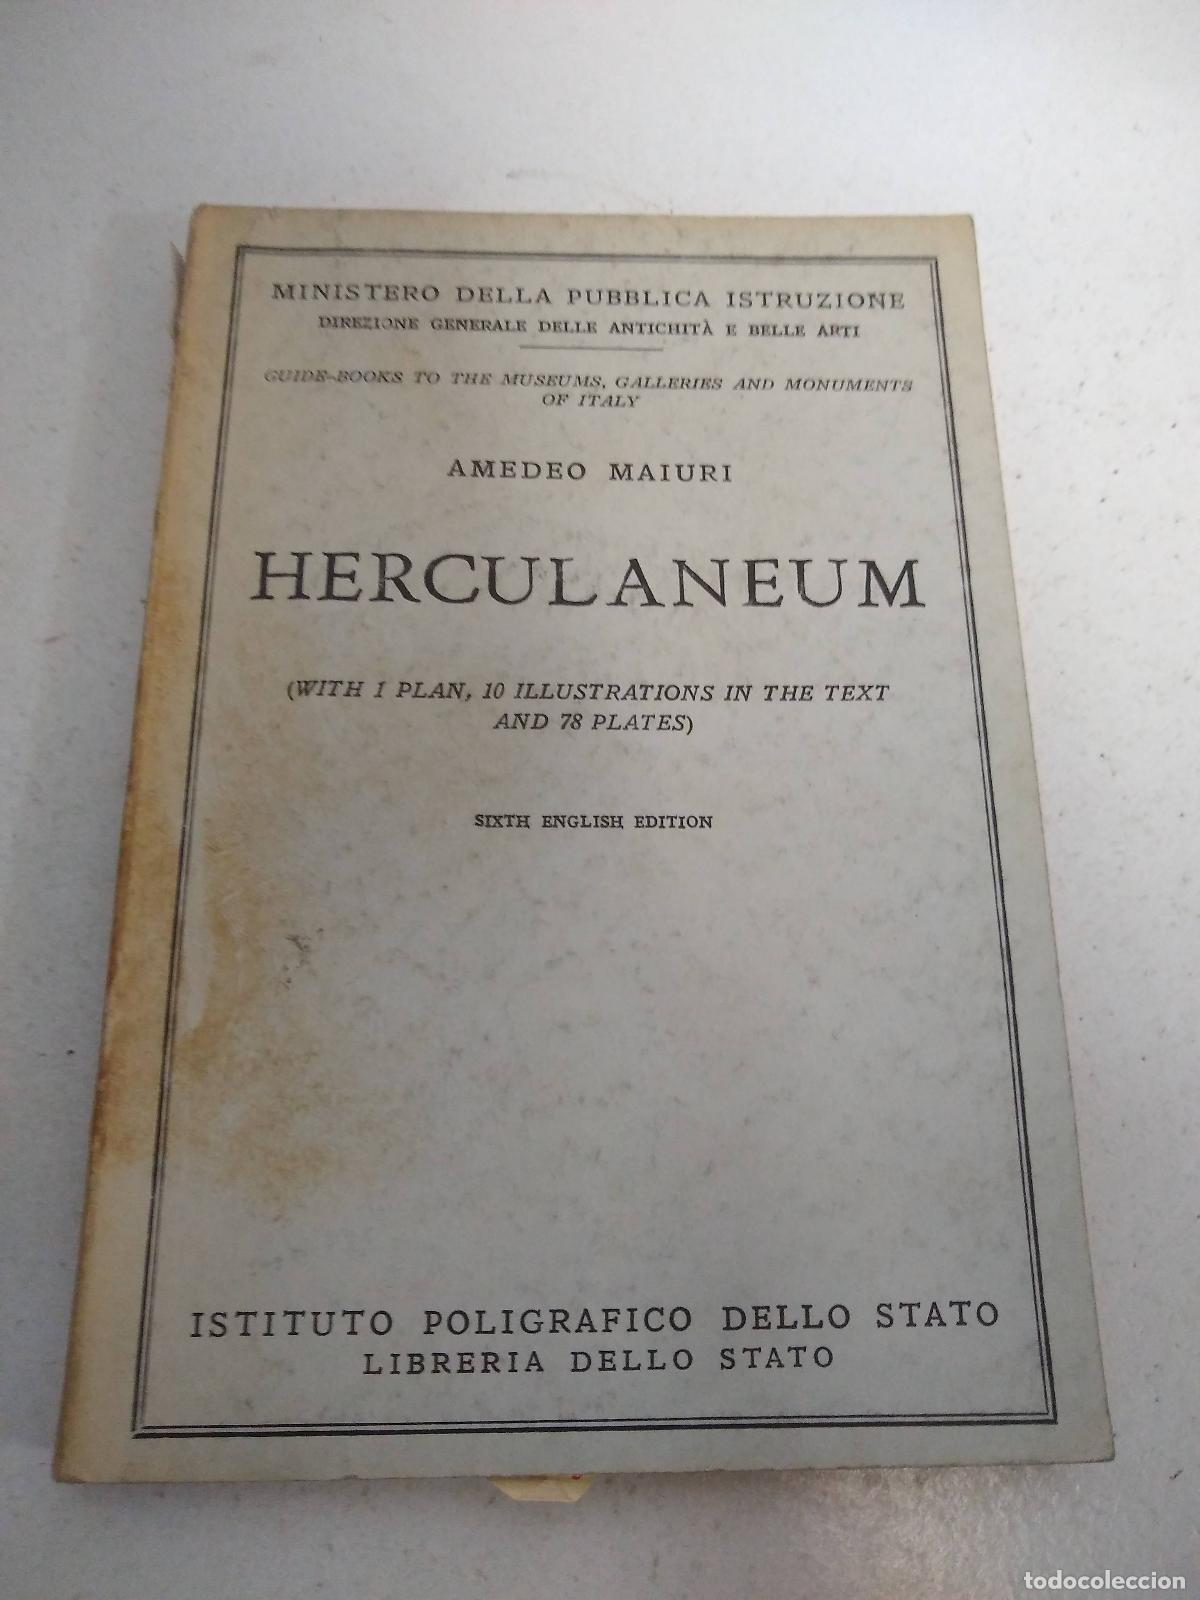 MINISTERO DELLA PUBBLICA ISTRUZIONE
DIREZIONE GENERALE DELLE ANTICHITÀ E BELLE ARTI
GUIDE-BOOKS TO THE MUSEUMS, GALLERIES AND MONUMENTS
OF ITALY
AMEDEO MAIURI
HERCULANEUM
(WITH 1 PLAN, 10 ILLUSTRATIONS IN THE TEXT
AND 78 PLATES)
SIXTH ENGLISH EDITION
ISTITUTO POLIGRAFICO DELLO STATO
LIBRERIA DELLO STATO
todocoleccion